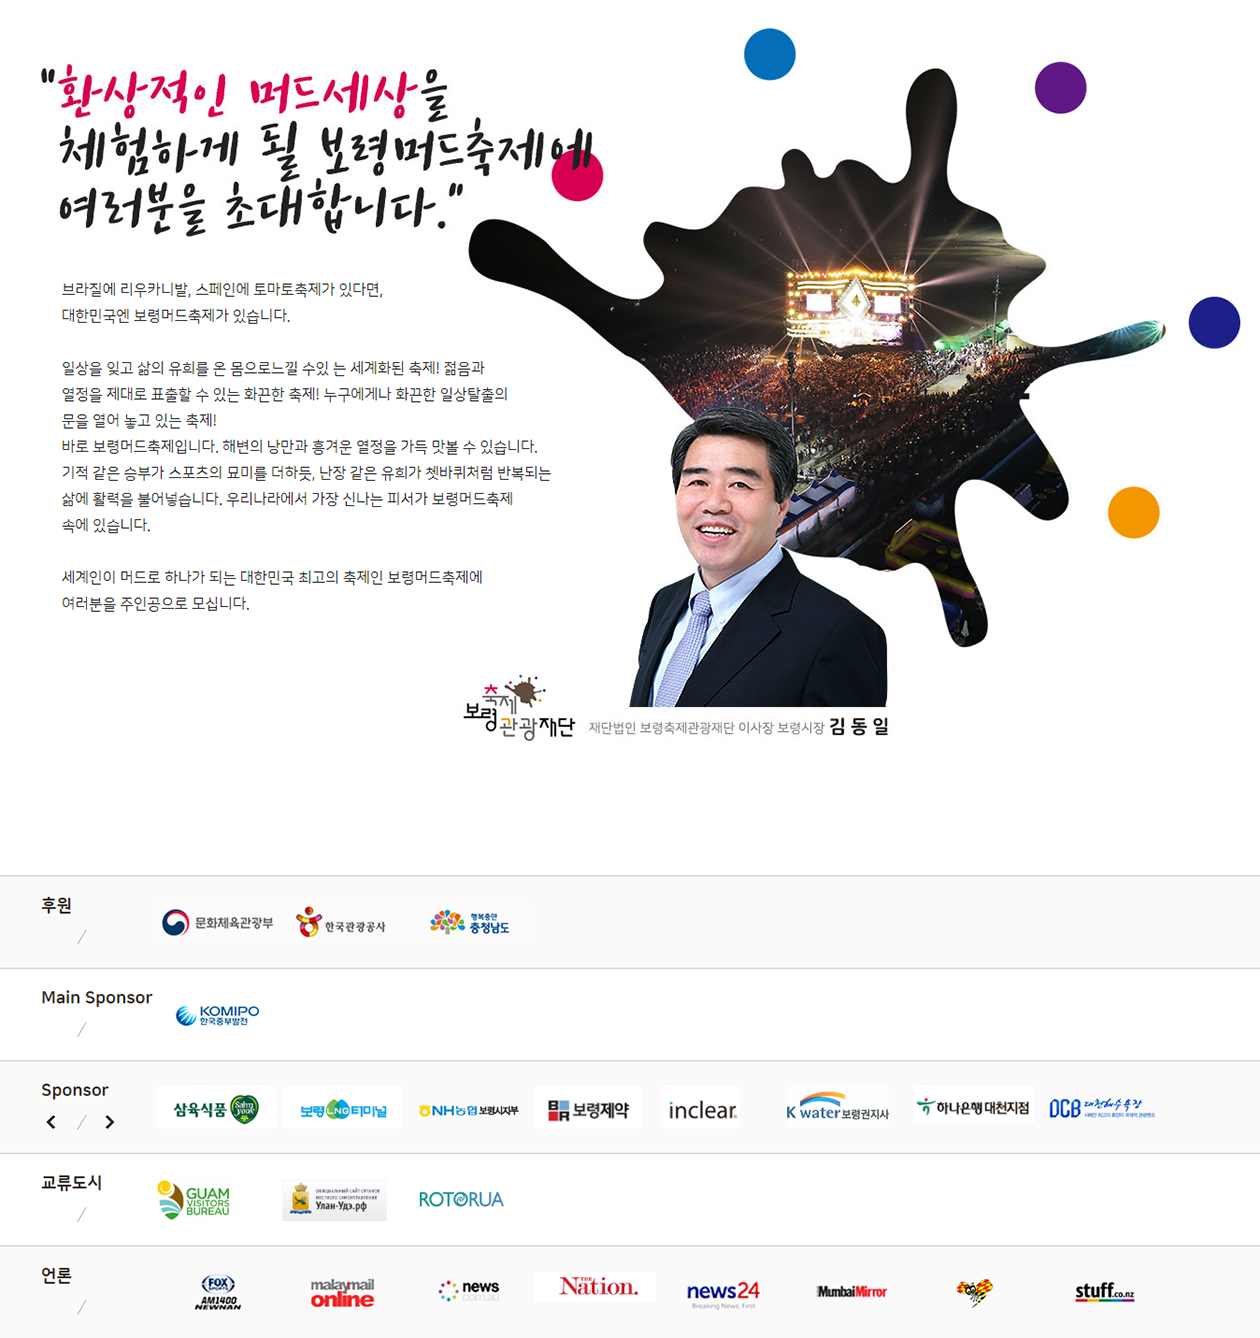 "환상적인 머드세상을
체험하게 될 보령머드축제에
여러분을 초대합니다."
브라질에 리우카니발, 스페인에 토마토축제가 있다면,
대한민국엔 보령머드축제가 있습니다.
일상을 잊고 삶의 유희를 온 몸으로느낄 수있 는 세계화된 축제! 젊음과
열정을 제대로 표출할 수 있는 화끈한 축제! 누구에게나 화끈한 일상탈출의
문을 열어 놓고 있는 축제!
바로 보령머드축제입니다. 해변의 낭만과 흥겨운 열정을 가득 맛볼 수 있습니다.
기적 같은 승부가 스포츠의 묘미를 더하듯, 난장 같은 유희가 쳇바퀴처럼 반복되는
삶에 활력을 불어넣습니다. 우리나라에서 가장 신나는 피서가 보령머드축제
속에 있습니다.
세계인이 머드로 하나가 되는 대한민국 최고의 축제인 보령머드축제에
여러분을 주인공으로 모십니다.
보령축제관광재단 재단법인 보령축제관광재단 이사장 보령시장 김 동 일
후원
/
문화체육관광부 한국관광공사 행복충만 충청남도
Main Sponsor
/
KOMIPO
한국중부발전
Sponsor
/
삼육식품 Sahm yook 보령LNG터미널 NH농협 보령시지부 BR 보령제약 inclear K water 보령권지사 하나은행 대천지점 DCB 대천해수욕장
교류도시
/
GUAM VISITORS BUREAU
ОФИЦИАЛЬНЫЙ САЙТ ОРГАНОВ МЕСТНОГО САМОУПРАВЛЕНИЯ Улан-Удэ.рф
ROTORUA
언론
/
FOX SPORTS AM1400 NEWNAN
malaymail online
news com.au
THE Nation.
news24 Breaking News. First
MumbaiMirror
stuff.co.nz